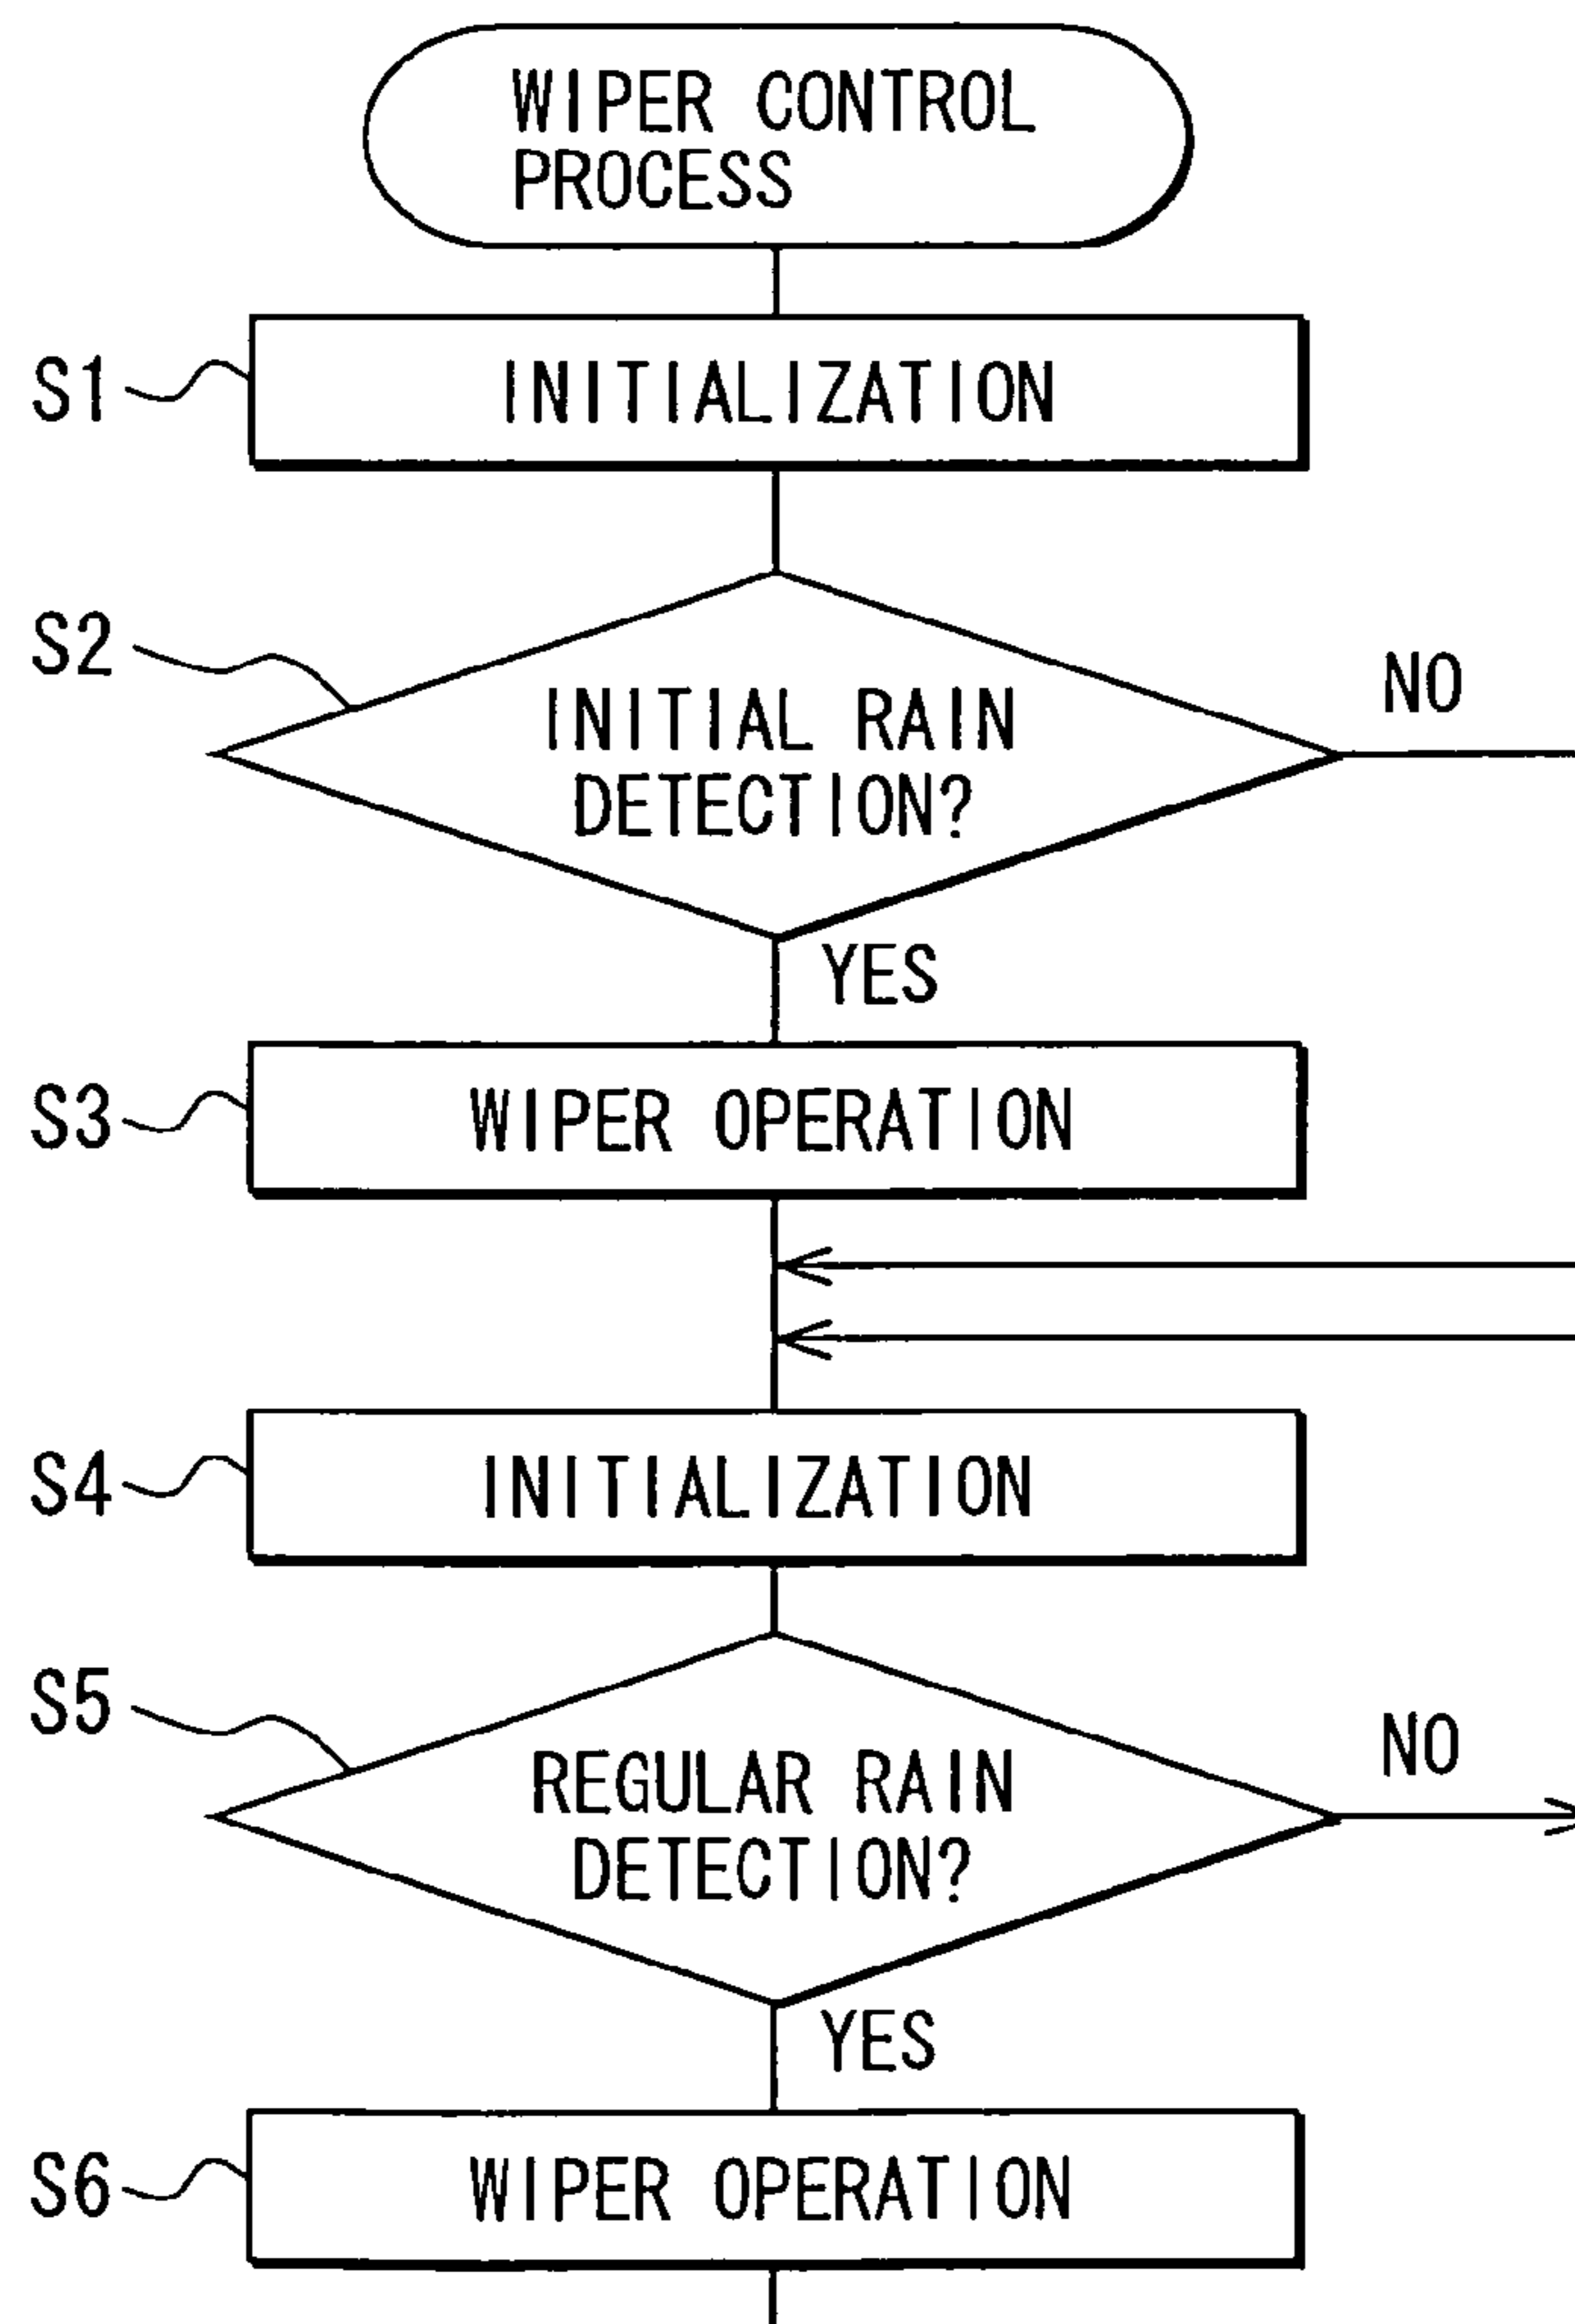 WIPER CONTROL
PROCESS
S1
INITIALIZATION
S2
INITIAL RAIN
DETECTION?
NO
YES
S3
WIPER OPERATION
S4
INITIALIZATION
S5
REGULAR RAIN
DETECTION?
NO
YES
S6
WIPER OPERATION